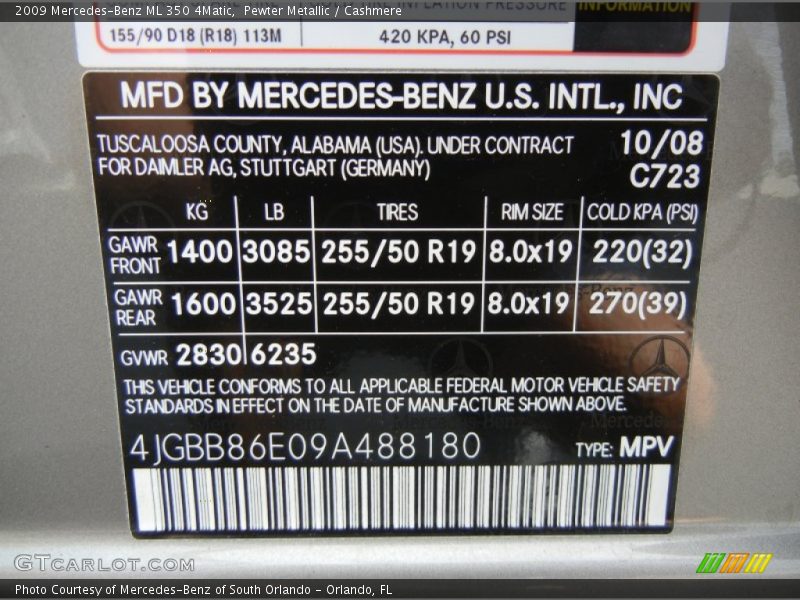 2009 Mercedes-Benz ML 350 4Matic, Pewter Metallic / Cashmere
INFLATION PRESSURE INFORMATION
155/90 D18 (R18) 113M 420 KPA, 60 PSI
MFD BY MERCEDES-BENZ U.S. INTL., INC
TUSCALOOSA COUNTY, ALABAMA (USA). UNDER CONTRACT 10/08
FOR DAIMLER AG, STUTTGART (GERMANY) C723
KG LB TIRES RIM SIZE COLD KPA (PSI)
GAWR FRONT 1400 3085 255/50 R19 8.0x19 220(32)
GAWR REAR 1600 3525 255/50 R19 8.0x19 270(39)
GVWR 2830 6235
THIS VEHICLE CONFORMS TO ALL APPLICABLE FEDERAL MOTOR VEHICLE SAFETY
STANDARDS IN EFFECT ON THE DATE OF MANUFACTURE SHOWN ABOVE.
4JGBB86E09A488180 TYPE: MPV
GTCARLOT.COM
Photo Courtesy of Mercedes-Benz of South Orlando - Orlando, FL